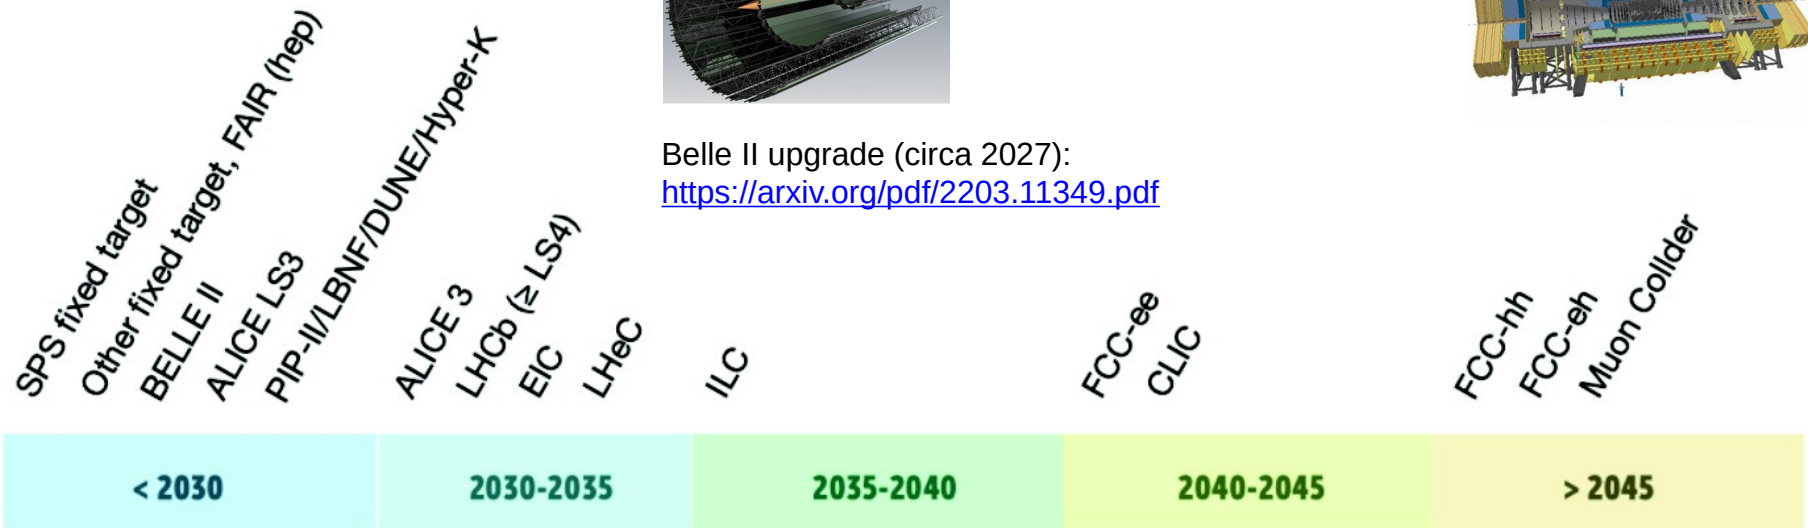 Belle II upgrade (circa 2027):
https://arxiv.org/pdf/2203.11349.pdf
SPS fixed target
Other fixed target, FAIR (hep)
BELLE II
ALICE LS3
PIP-II/LBNF/DUNE/Hyper-K
ALICE 3
LHCb (≥ LS4)
EIC
LHeC
ILC
FCC-ee
CLIC
FCC-hh
FCC-eh
Muon Collder
< 2030
2030-2035
2035-2040
2040-2045
> 2045